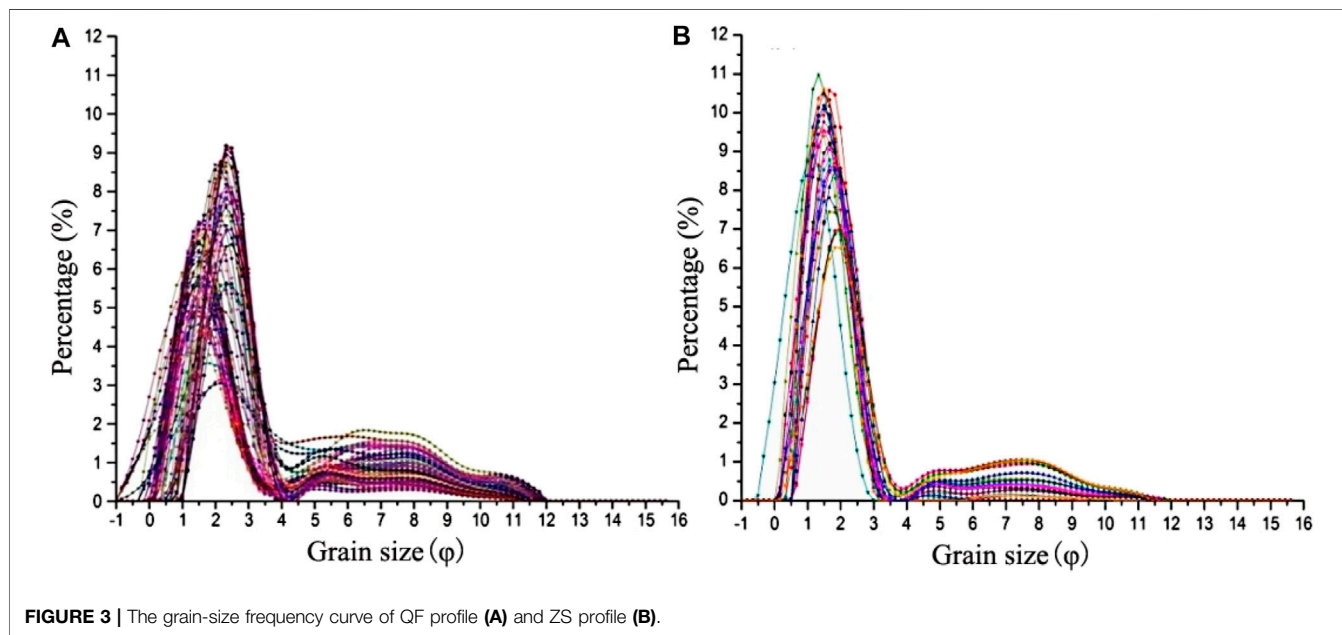 A
12
11
10
9
8
7
6
5
4
3
2
1
0
Percentage (%)
-1 0 1 2 3 4 5 6 7 8 9 10 11 12 13 14 15 16
Grain size (φ)
B
12
11
10
9
8
7
6
5
4
3
2
1
0
Percentage (%)
-1 0 1 2 3 4 5 6 7 8 9 10 11 12 13 14 15 16
Grain size (φ)
FIGURE 3 | The grain-size frequency curve of QF profile (A) and ZS profile (B).